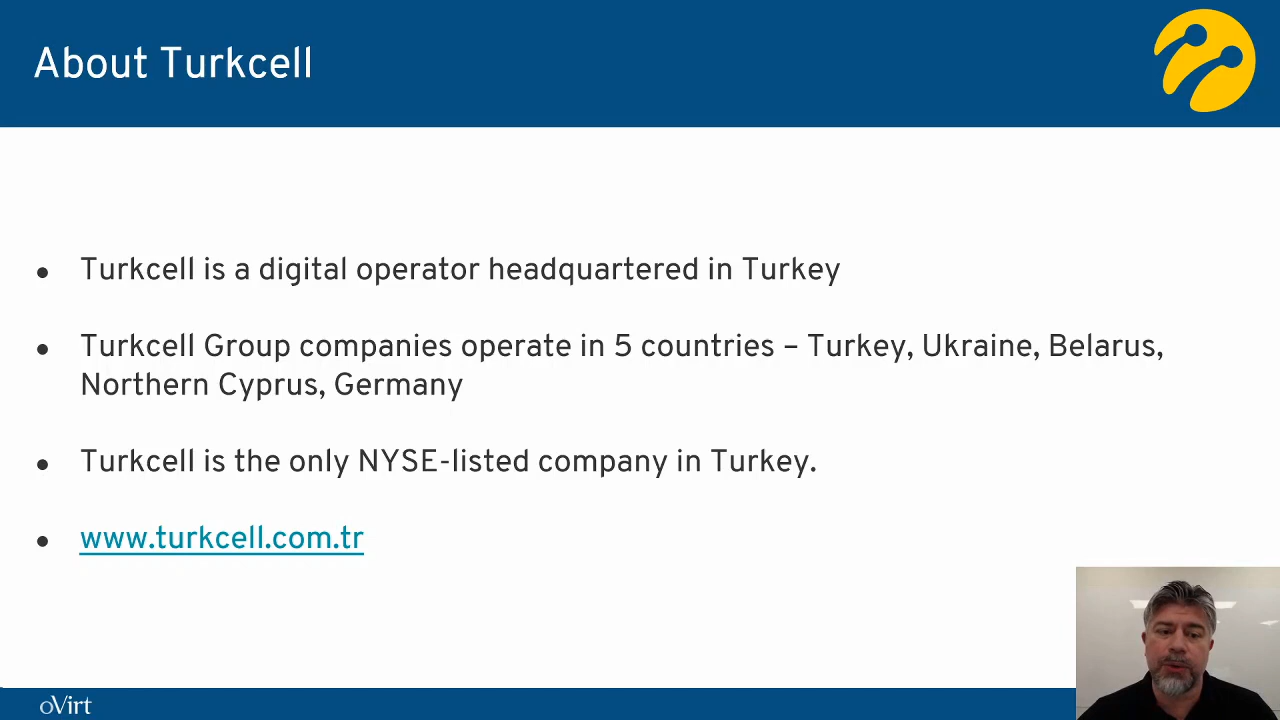 About Turkcell
● Turkcell is a digital operator headquartered in Turkey
● Turkcell Group companies operate in 5 countries – Turkey, Ukraine, Belarus,
Northern Cyprus, Germany
● Turkcell is the only NYSE-listed company in Turkey.
● www.turkcell.com.tr
oVirt